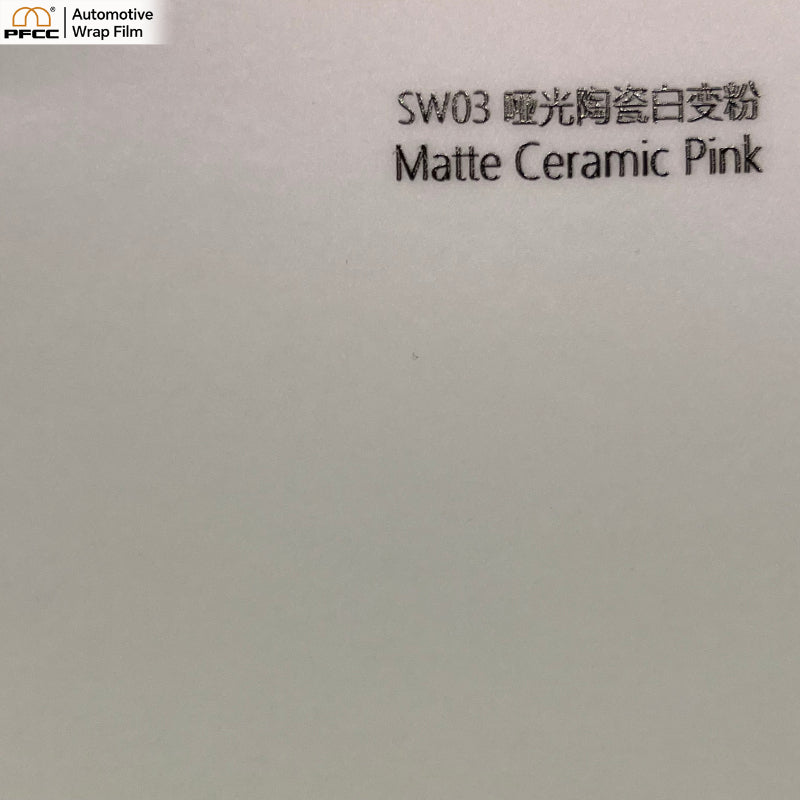 PFCC®
Automotive
Wrap Film
SW03 哑光陶瓷白变粉
Matte Ceramic Pink